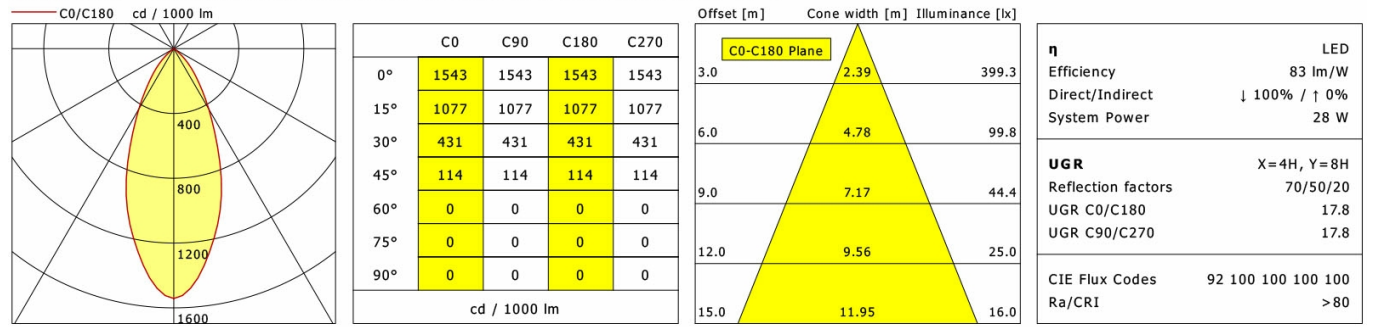 C0/C180 cd / 1000 lm
400
800
1200
1600
C0 C90 C180 C270
0° 1543 1543 1543 1543
15° 1077 1077 1077 1077
30° 431 431 431 431
45° 114 114 114 114
60° 0 0 0 0
75° 0 0 0 0
90° 0 0 0 0
cd / 1000 lm
Offset [m] Cone width [m] Illuminance [lx]
C0-C180 Plane
3.0 2.39 399.3
6.0 4.78 99.8
9.0 7.17 44.4
12.0 9.56 25.0
15.0 11.95 16.0
η LED
Efficiency 83 lm/W
Direct/Indirect ↓ 100% / ↑ 0%
System Power 28 W
UGR X=4H, Y=8H
Reflection factors 70/50/20
UGR C0/C180 17.8
UGR C90/C270 17.8
CIE Flux Codes 92 100 100 100 100
Ra/CRI >80